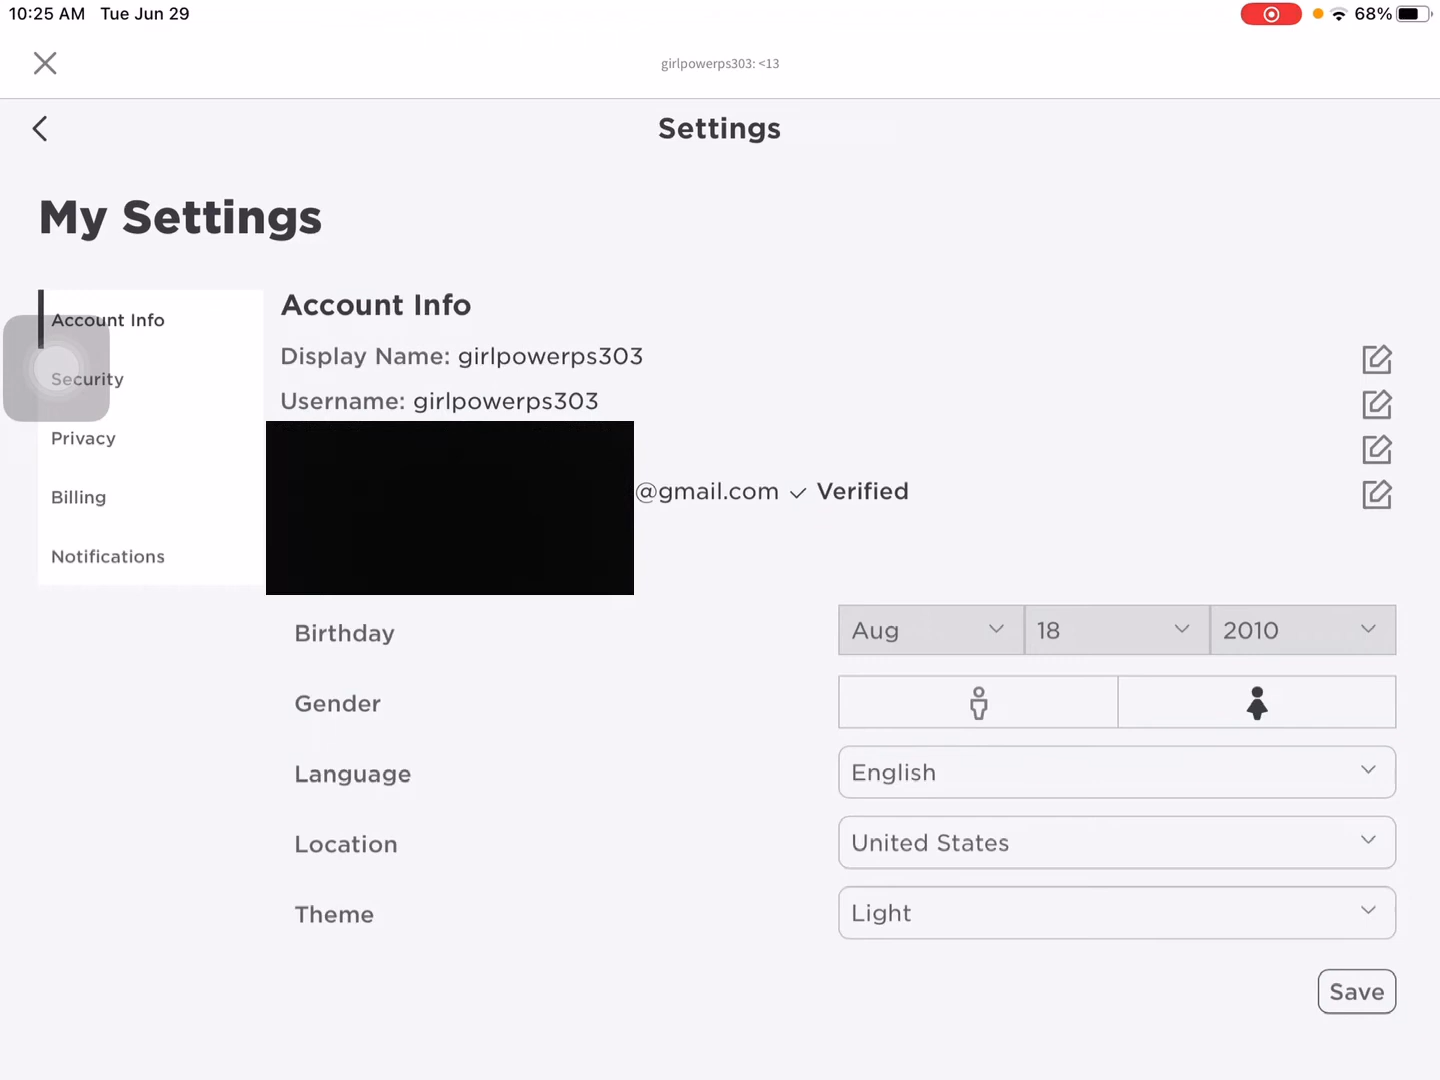 10:25 AM Tue Jun 29
68%
girlpowerps303: <13
Settings
My Settings
Account Info
Security
Privacy
Billing
Notifications
Account Info
Display Name: girlpowerps303
Username: girlpowerps303
@gmail.com Verified
Birthday
Aug 18 2010
Gender
Language
English
Location
United States
Theme
Light
Save